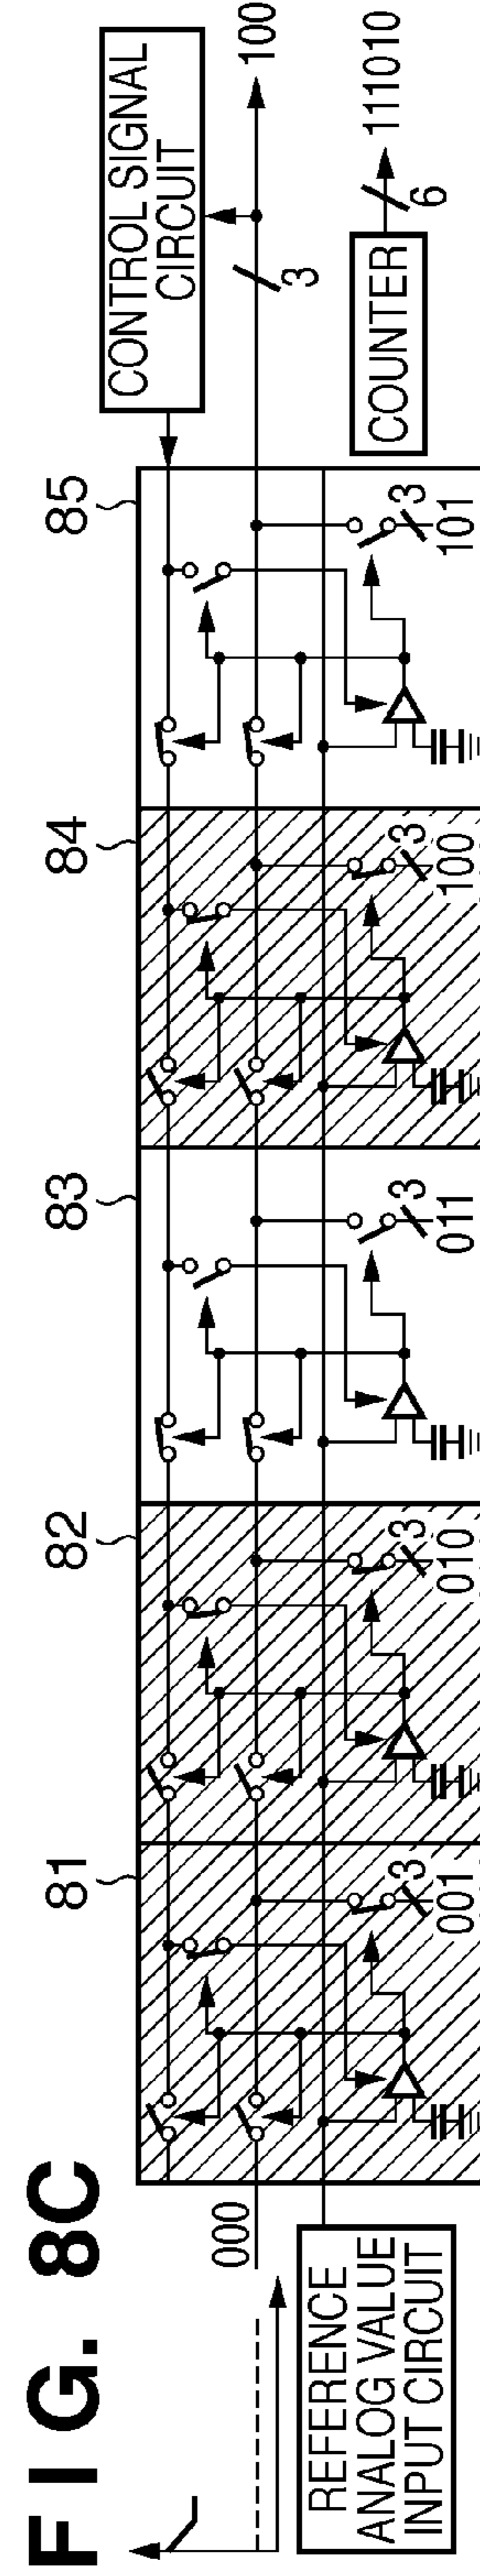 FIG. 8C
81
82
83
84
85
CONTROL SIGNAL
CIRCUIT
000
3
100
REFERENCE
ANALOG VALUE
INPUT CIRCUIT
3
001
3
010
3
011
3
100
3
101
COUNTER
6
111010